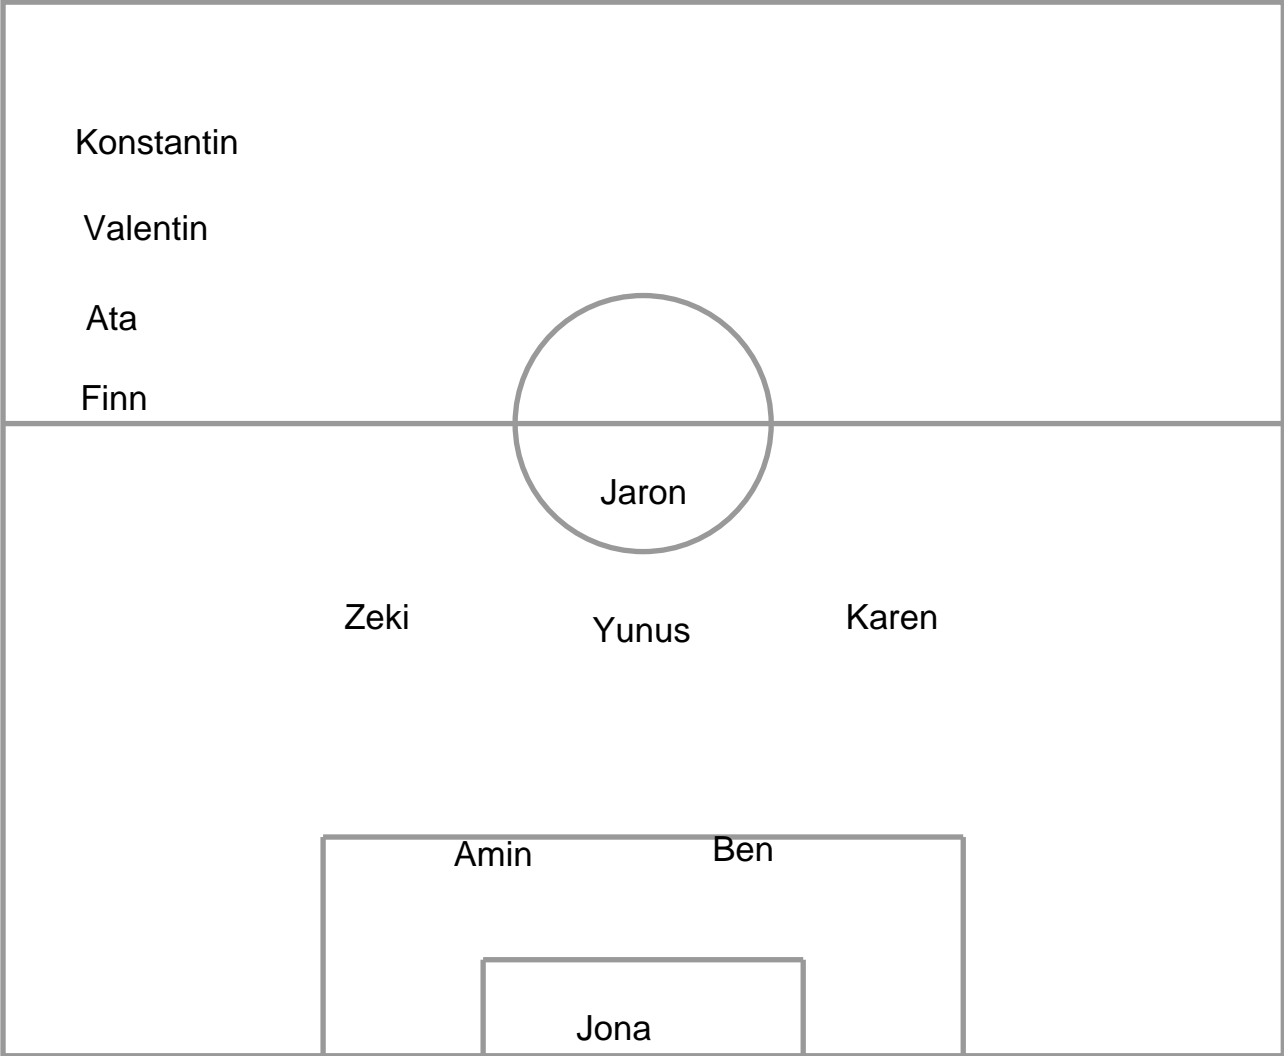 Konstantin
Valentin
Ata
Finn
Jaron
Zeki
Yunus
Karen
Amin
Ben
Jona